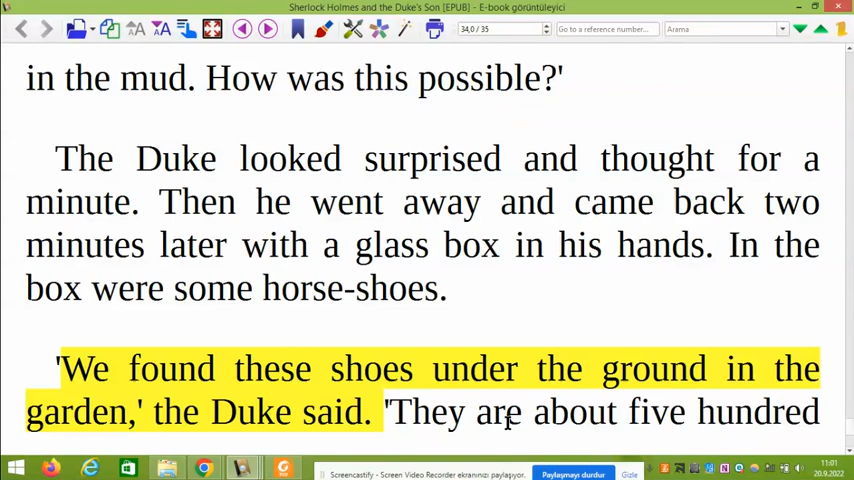 Sherlock Holmes and the Duke's Son [EPUB] - E-book görüntüleyici
34,0 / 35
Go to a reference number...
Arama
in the mud. How was this possible?'
The Duke looked surprised and thought for a
minute. Then he went away and came back two
minutes later with a glass box in his hands. In the
box were some horse-shoes.
'We found these shoes under the ground in the
garden,' the Duke said. 'They are about five hundred
Screencastify - Screen Video Recorder ekranınızı paylaşıyor.
Paylaşmayı durdur
Gizle
11:01
20.9.2022